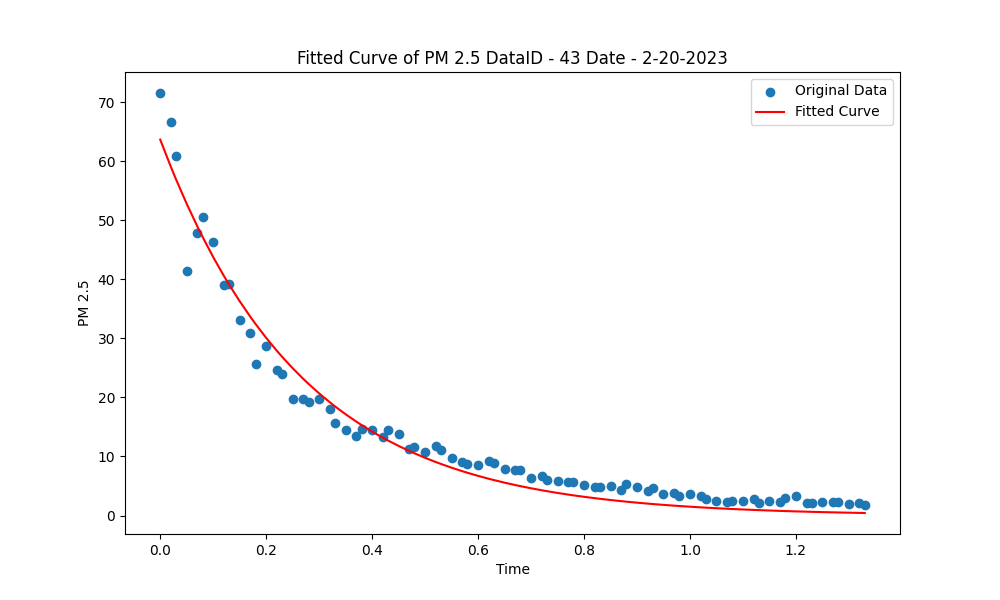 Fitted Curve of PM 2.5 DataID - 43 Date - 2-20-2023
Original Data
Fitted Curve
70
60
50
40
30
20
10
0
PM 2.5
0.0 0.2 0.4 0.6 0.8 1.0 1.2
Time